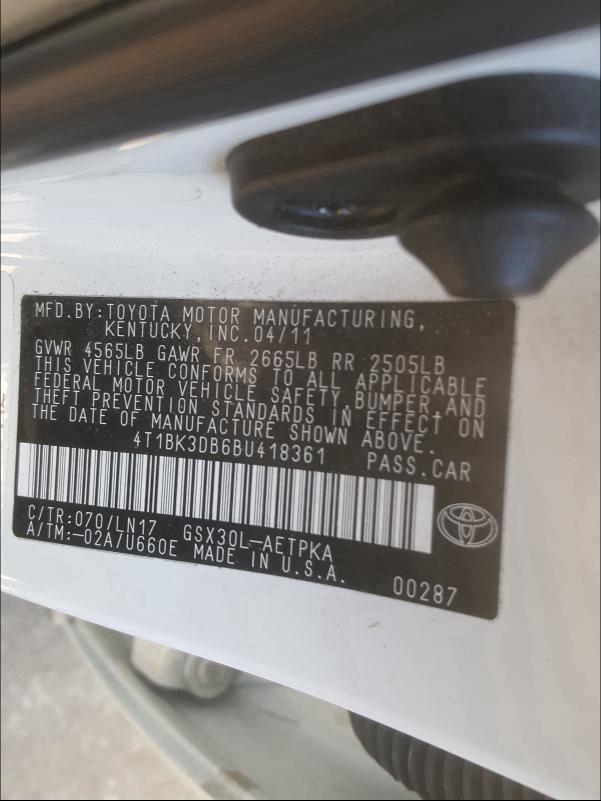 MFD.BY:TOYOTA MOTOR MANUFACTURING,
KENTUCKY, INC.04/11
GVWR 4565LB GAWR FR 2665LB RR 2505LB
THIS VEHICLE CONFORMS TO ALL APPLICABLE
FEDERAL MOTOR VEHICLE SAFETY,BUMPER,AND
THEFT PREVENTION STANDARDS IN EFFECT ON
THE DATE OF MANUFACTURE SHOWN ABOVE.
4T1BK3DB6BU418361 PASS.CAR
C/TR:070/LN17 GSX30L-AETPKA
A/TM:-02A/U660E MADE IN U.S.A.
00287